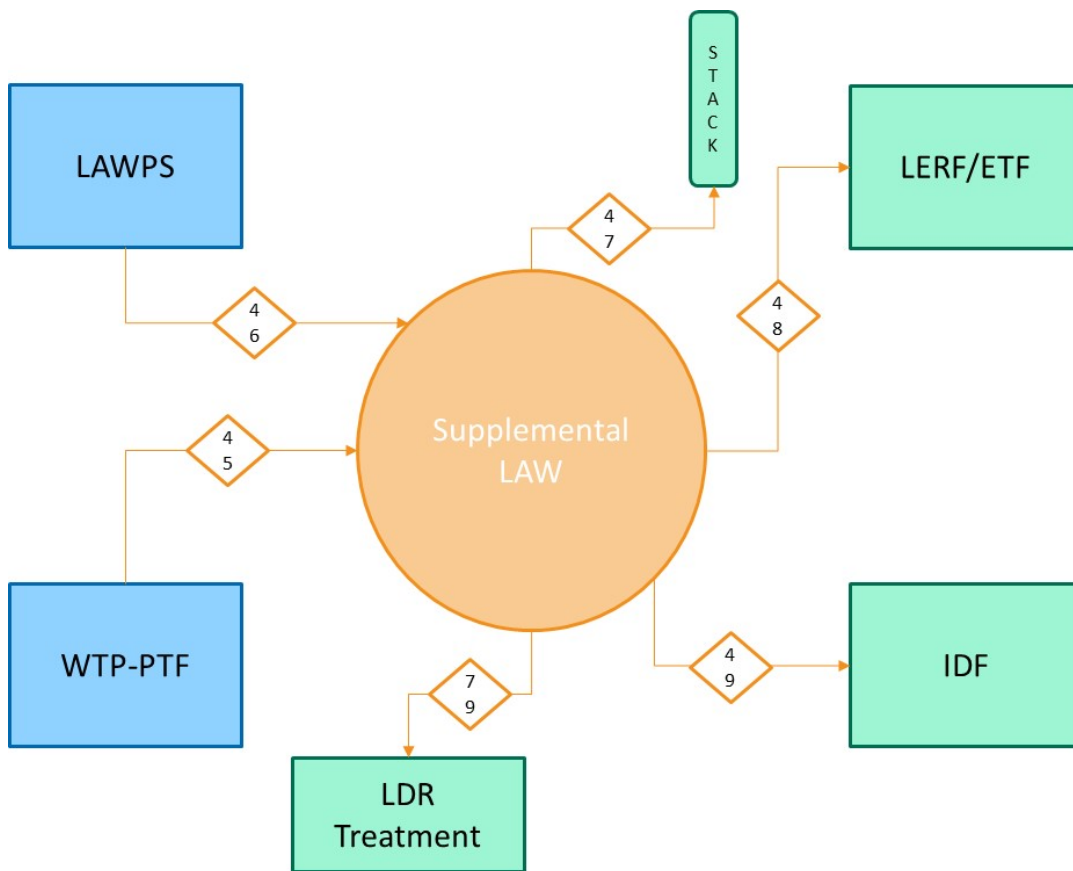 S
T
A
C
K
LAWPS
LERF/ETF
4
7
4
6
4
8
4
5
Supplemental
LAW
WTP-PTF
7
9
4
9
IDF
LDR
Treatment